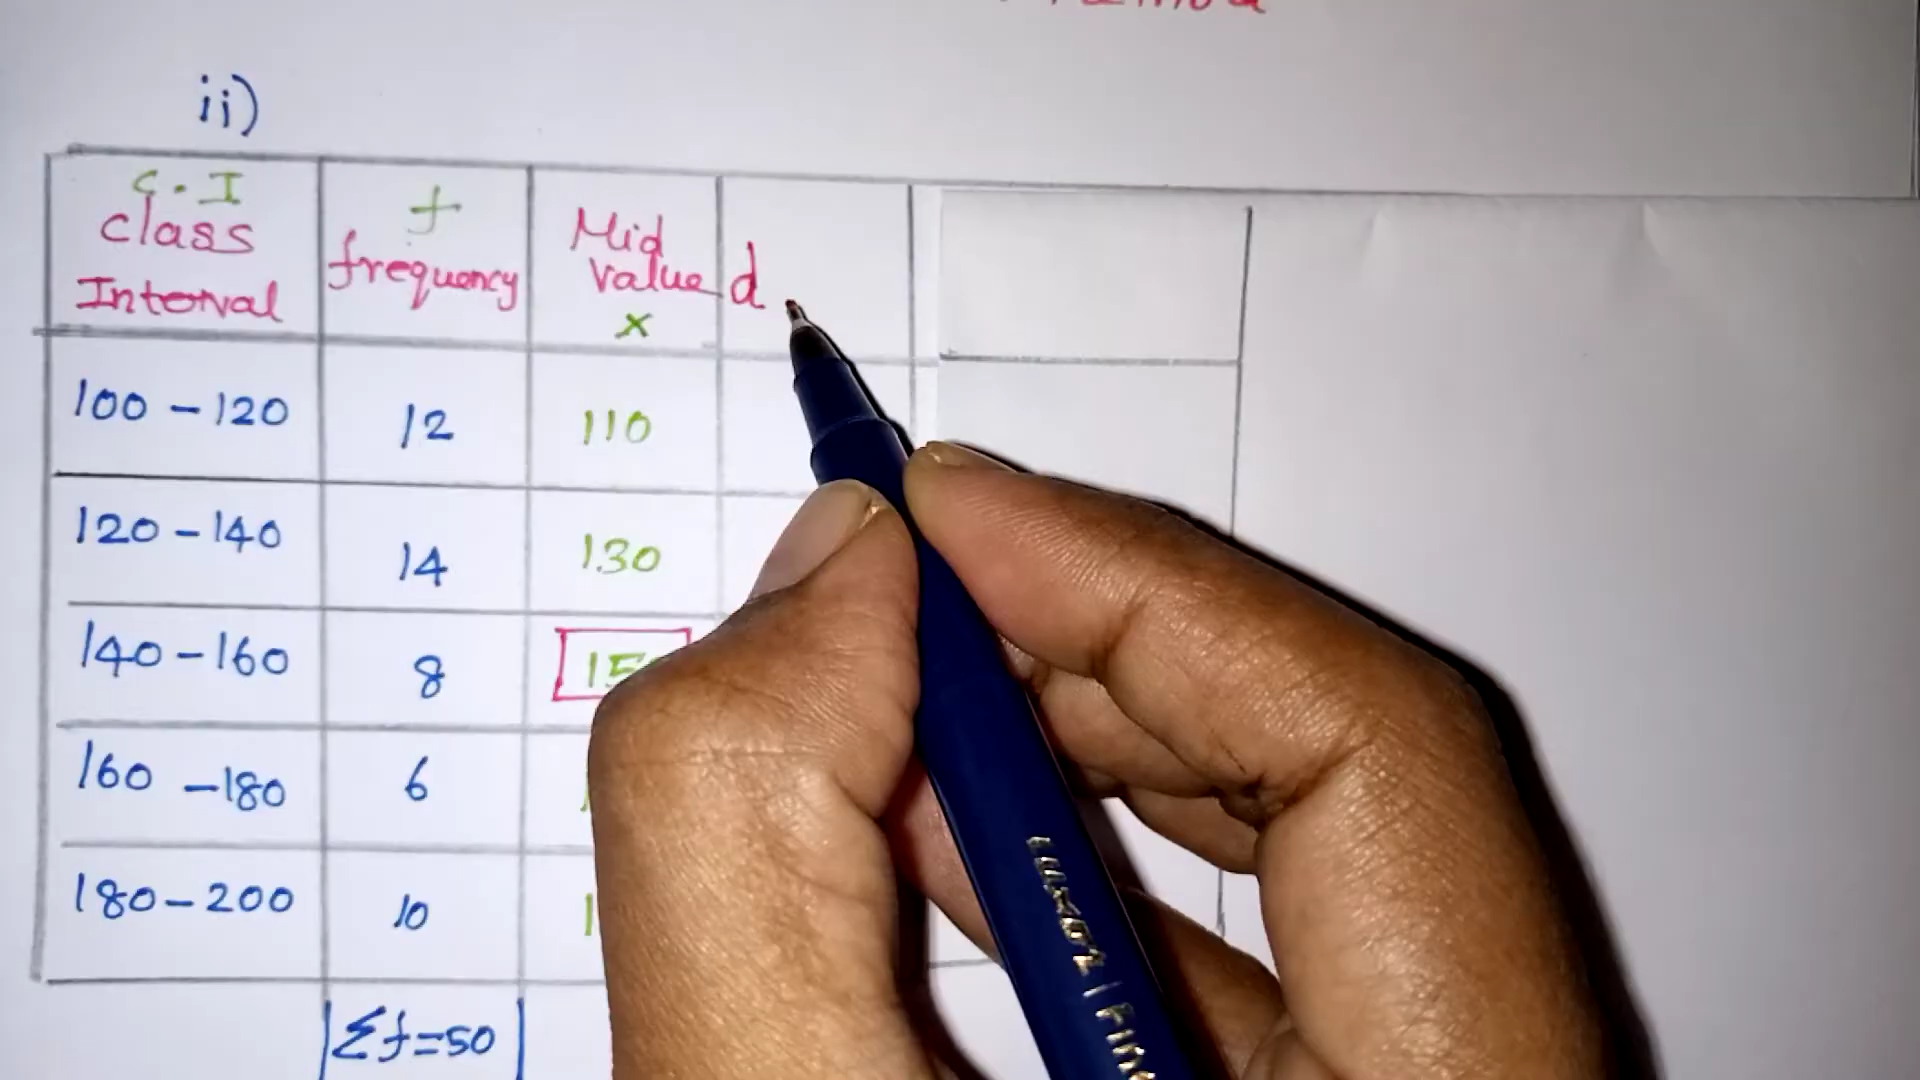 ii)
C.I
class
Interval
f
frequency
Mid
value
x
d
100-120
12
110
120-140
14
130
140-160
8
160-180
6
180-200
10
Σf=50